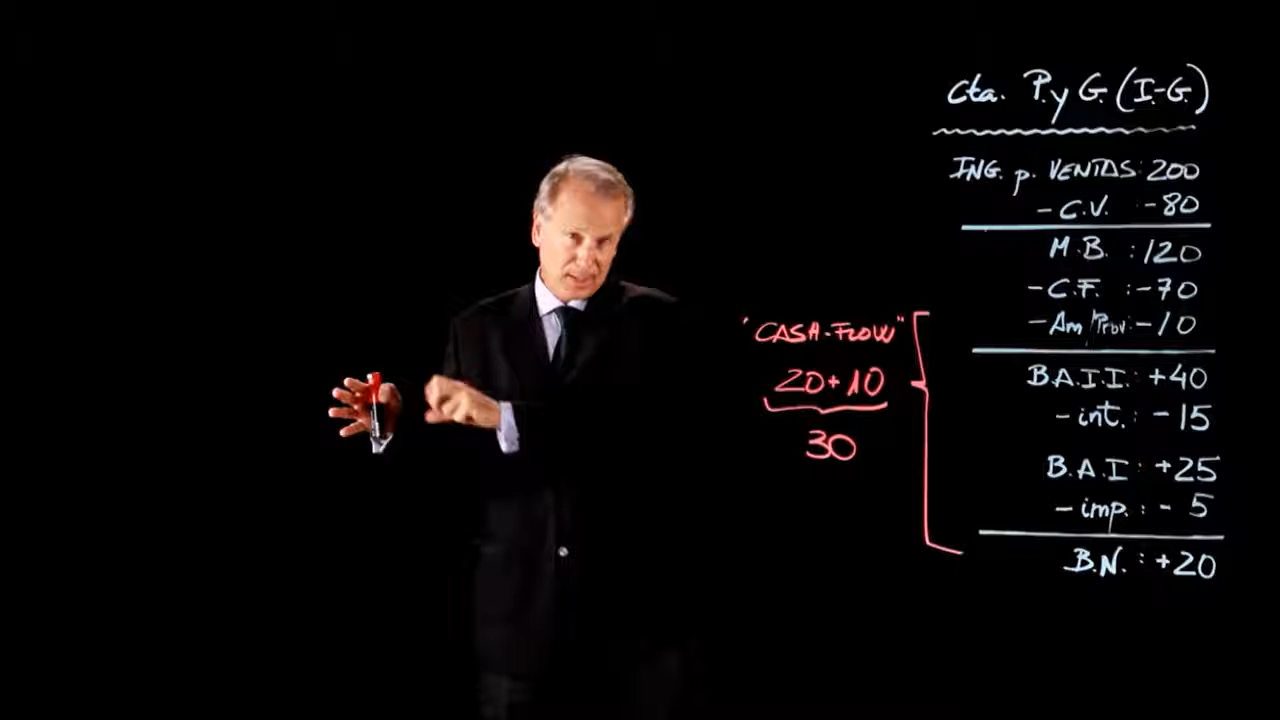 Cta. P. y G. (I-G.)
ING. p. VENTAS: 200
- C.V. : -80
M.B. : 120
- C.F. : -70
- Am/Prov: -10
B.A.I.I.: +40
- int. : -15
B.A.I: +25
- imp. : - 5
B.N. : +20
"CASH-FLOW"
20+10
30